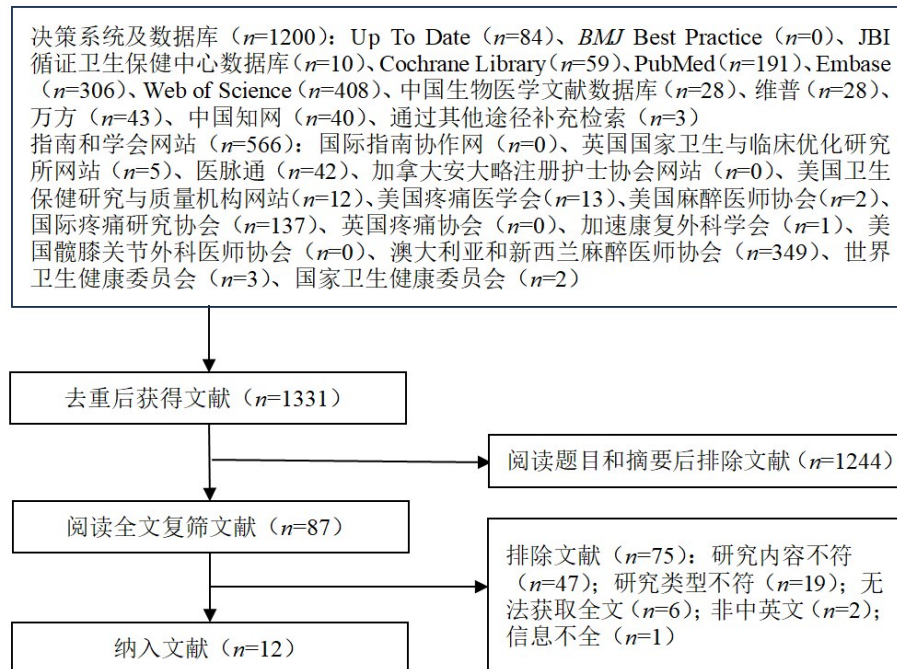 决策系统及数据库（n=1200）：Up To Date（n=84）、BMJ Best Practice（n=0）、JBI
循证卫生保健中心数据库（n=10）、Cochrane Library（n=59）、PubMed（n=191）、Embase
（n=306）、Web of Science（n=408）、中国生物医学文献数据库（n=28）、维普（n=28）、
万方（n=43）、中国知网（n=40）、通过其他途径补充检索（n=3）
指南和学会网站（n=566）：国际指南协作网（n=0）、英国国家卫生与临床优化研究
所网站（n=5）、医脉通（n=42）、加拿大安大略注册护士协会网站（n=0）、美国卫生
保健研究与质量机构网站（n=12）、美国疼痛医学会（n=13）、美国麻醉医师协会（n=2）、
国际疼痛研究协会（n=137）、英国疼痛协会（n=0）、加速康复外科学会（n=1）、美
国髋膝关节外科医师协会（n=0）、澳大利亚和新西兰麻醉医师协会（n=349）、世界
卫生健康委员会（n=3）、国家卫生健康委员会（n=2）
去重后获得文献（n=1331）
阅读题目和摘要后排除文献（n=1244）
阅读全文复筛文献（n=87）
排除文献（n=75）：研究内容不符
（n=47）；研究类型不符（n=19）；无
法获取全文（n=6）；非中英文（n=2）；
信息不全（n=1）
纳入文献（n=12）